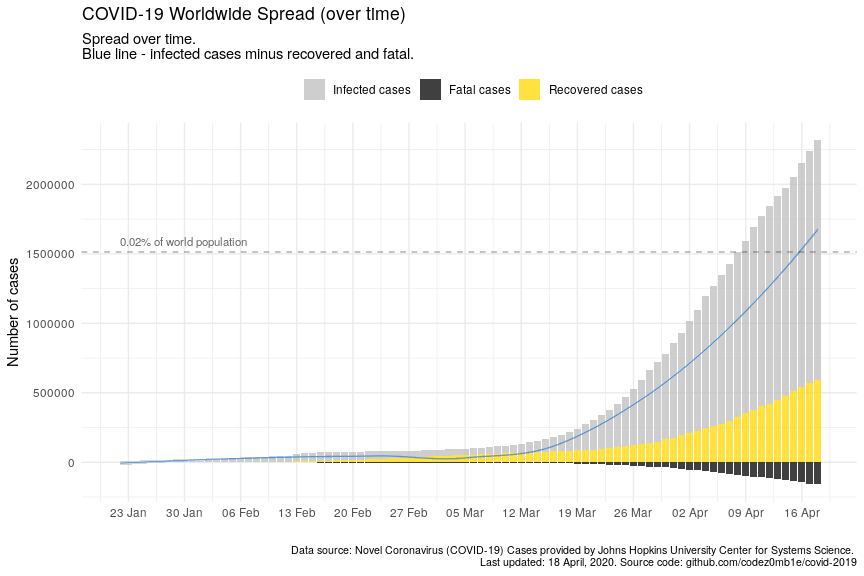 COVID-19 Worldwide Spread (over time)
Spread over time.
Blue line - infected cases minus recovered and fatal.
Infected cases Fatal cases Recovered cases
Number of cases
2000000
0.02% of world population
1500000
1000000
500000
0
23 Jan 30 Jan 06 Feb 13 Feb 20 Feb 27 Feb 05 Mar 12 Mar 19 Mar 26 Mar 02 Apr 09 Apr 16 Apr
Data source: Novel Coronavirus (COVID-19) Cases provided by Johns Hopkins University Center for Systems Science.
Last updated: 18 April, 2020. Source code: github.com/codez0mb1e/covid-2019